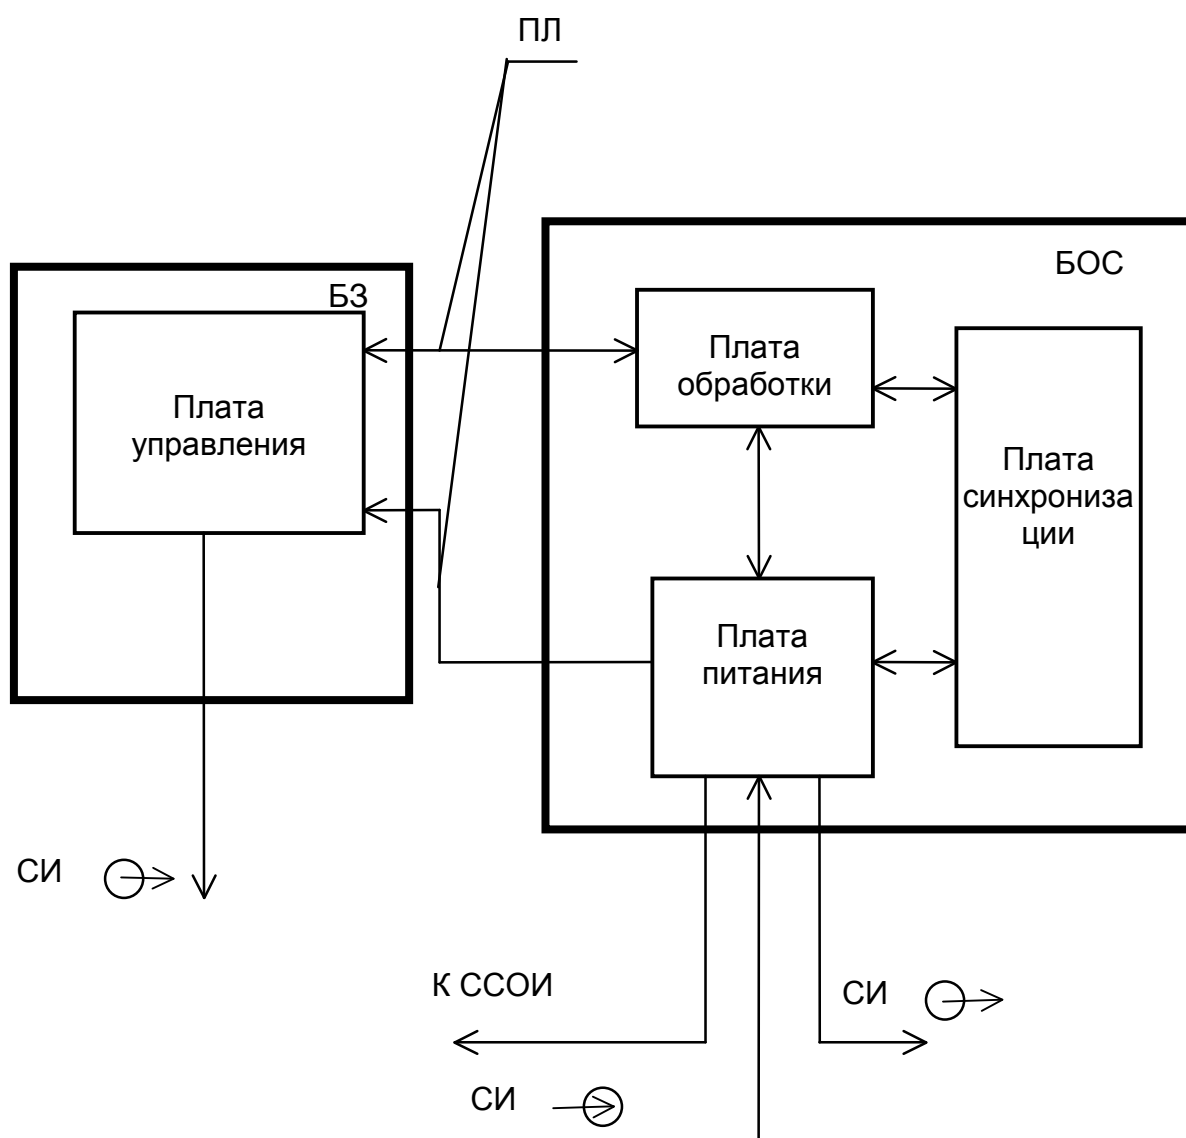 ПЛ
БОС
БЗ
Плата
обработки
Плата
управления
Плата
синхрониза
ции
Плата
питания
СИ
К ССОИ
СИ
СИ